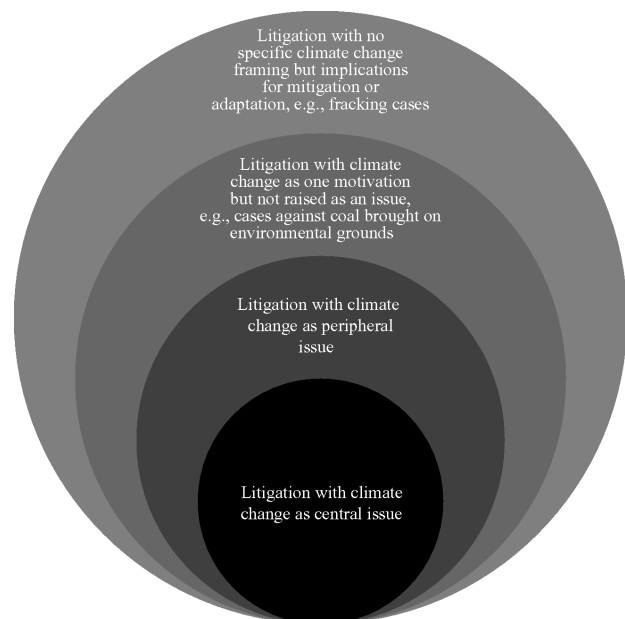 Litigation with no
specific climate change
framing but implications
for mitigation or
adaptation, e.g., fracking cases
Litigation with climate
change as one motivation
but not raised as an issue,
e.g., cases against coal brought on
environmental grounds
Litigation with climate
change as peripheral
issue
Litigation with climate
change as central issue